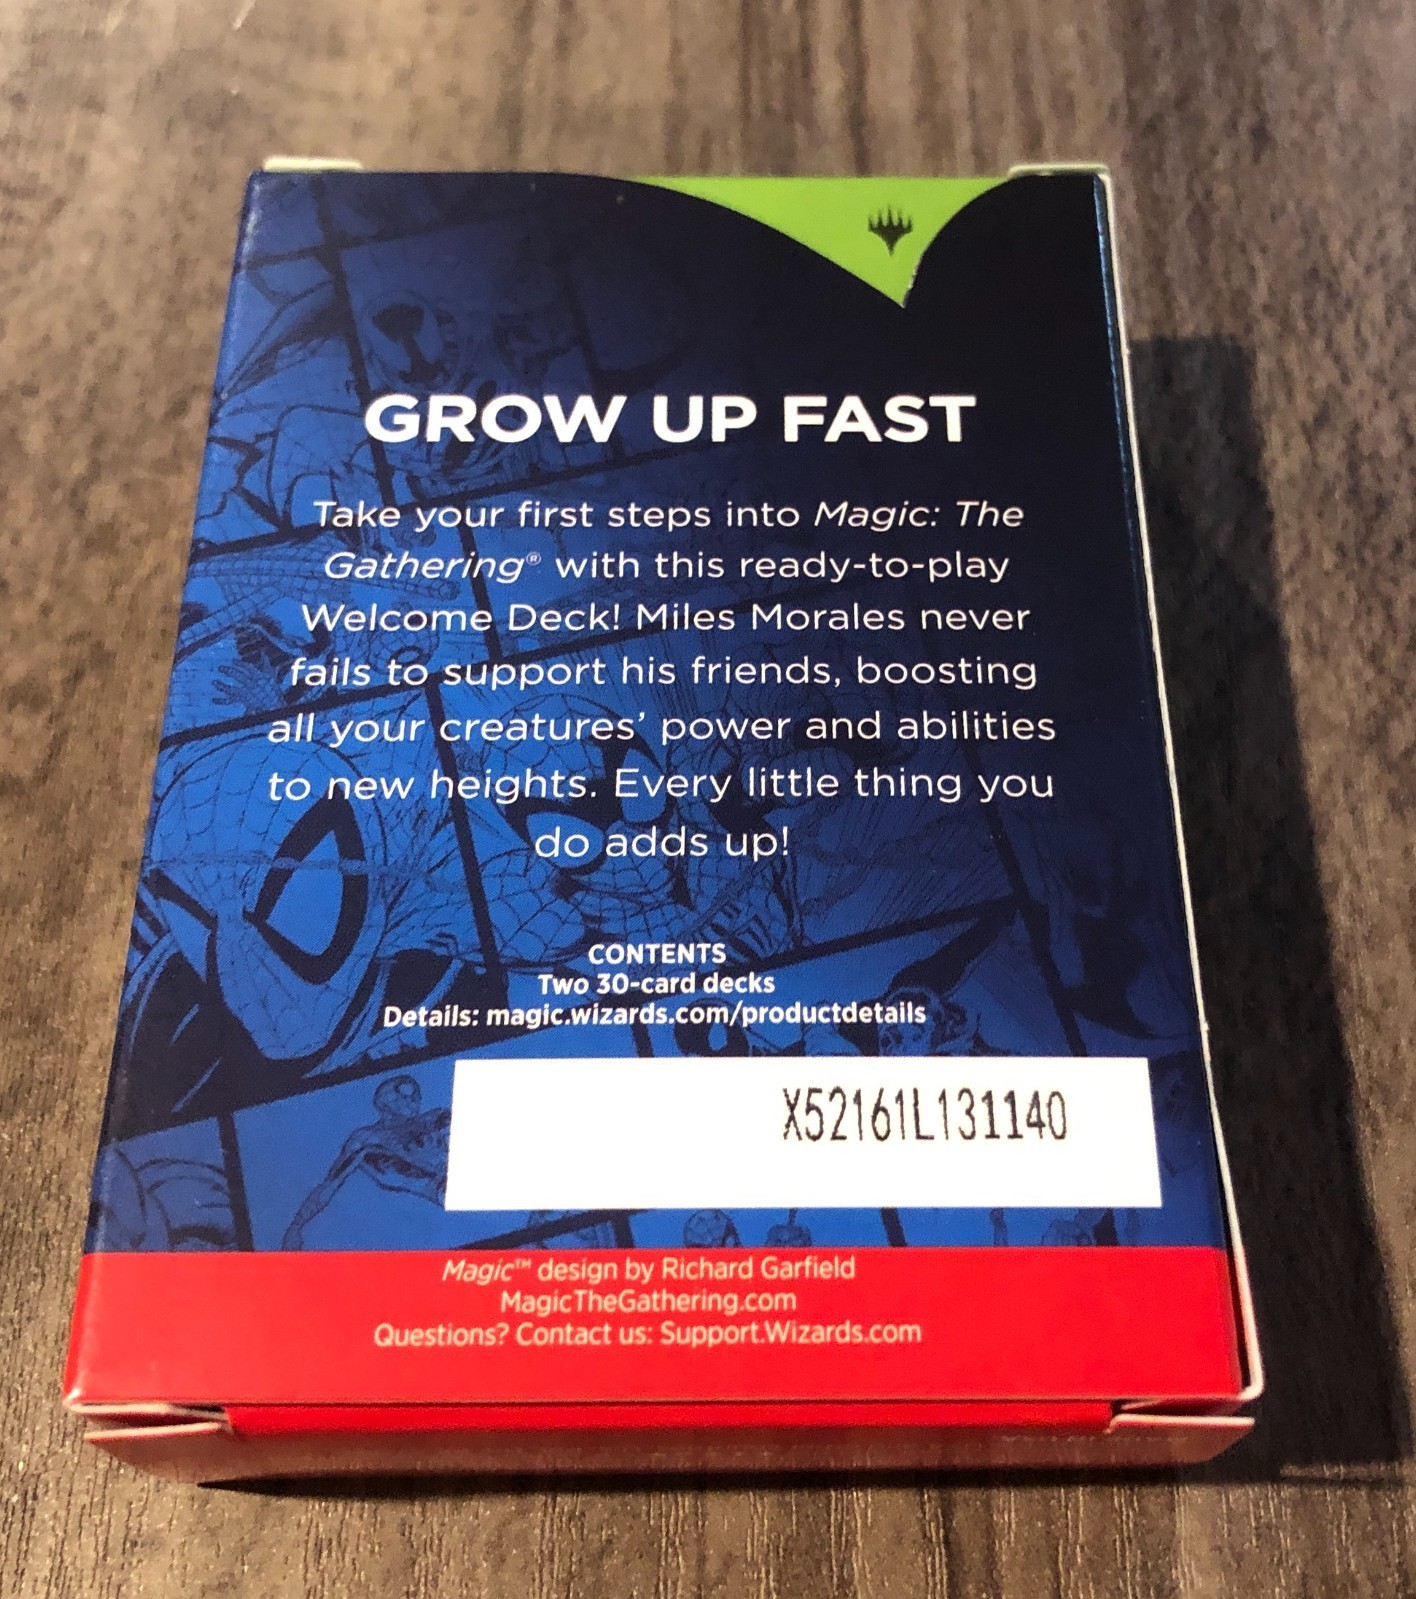 GROW UP FAST
Take your first steps into Magic: The
Gathering® with this ready-to-play
Welcome Deck! Miles Morales never
fails to support his friends, boosting
all your creatures’ power and abilities
to new heights. Every little thing you
do adds up!
CONTENTS
Two 30-card decks
Details: magic.wizards.com/productdetails
X52161L131140
Magic™ design by Richard Garfield
MagicTheGathering.com
Questions? Contact us: Support.Wizards.com